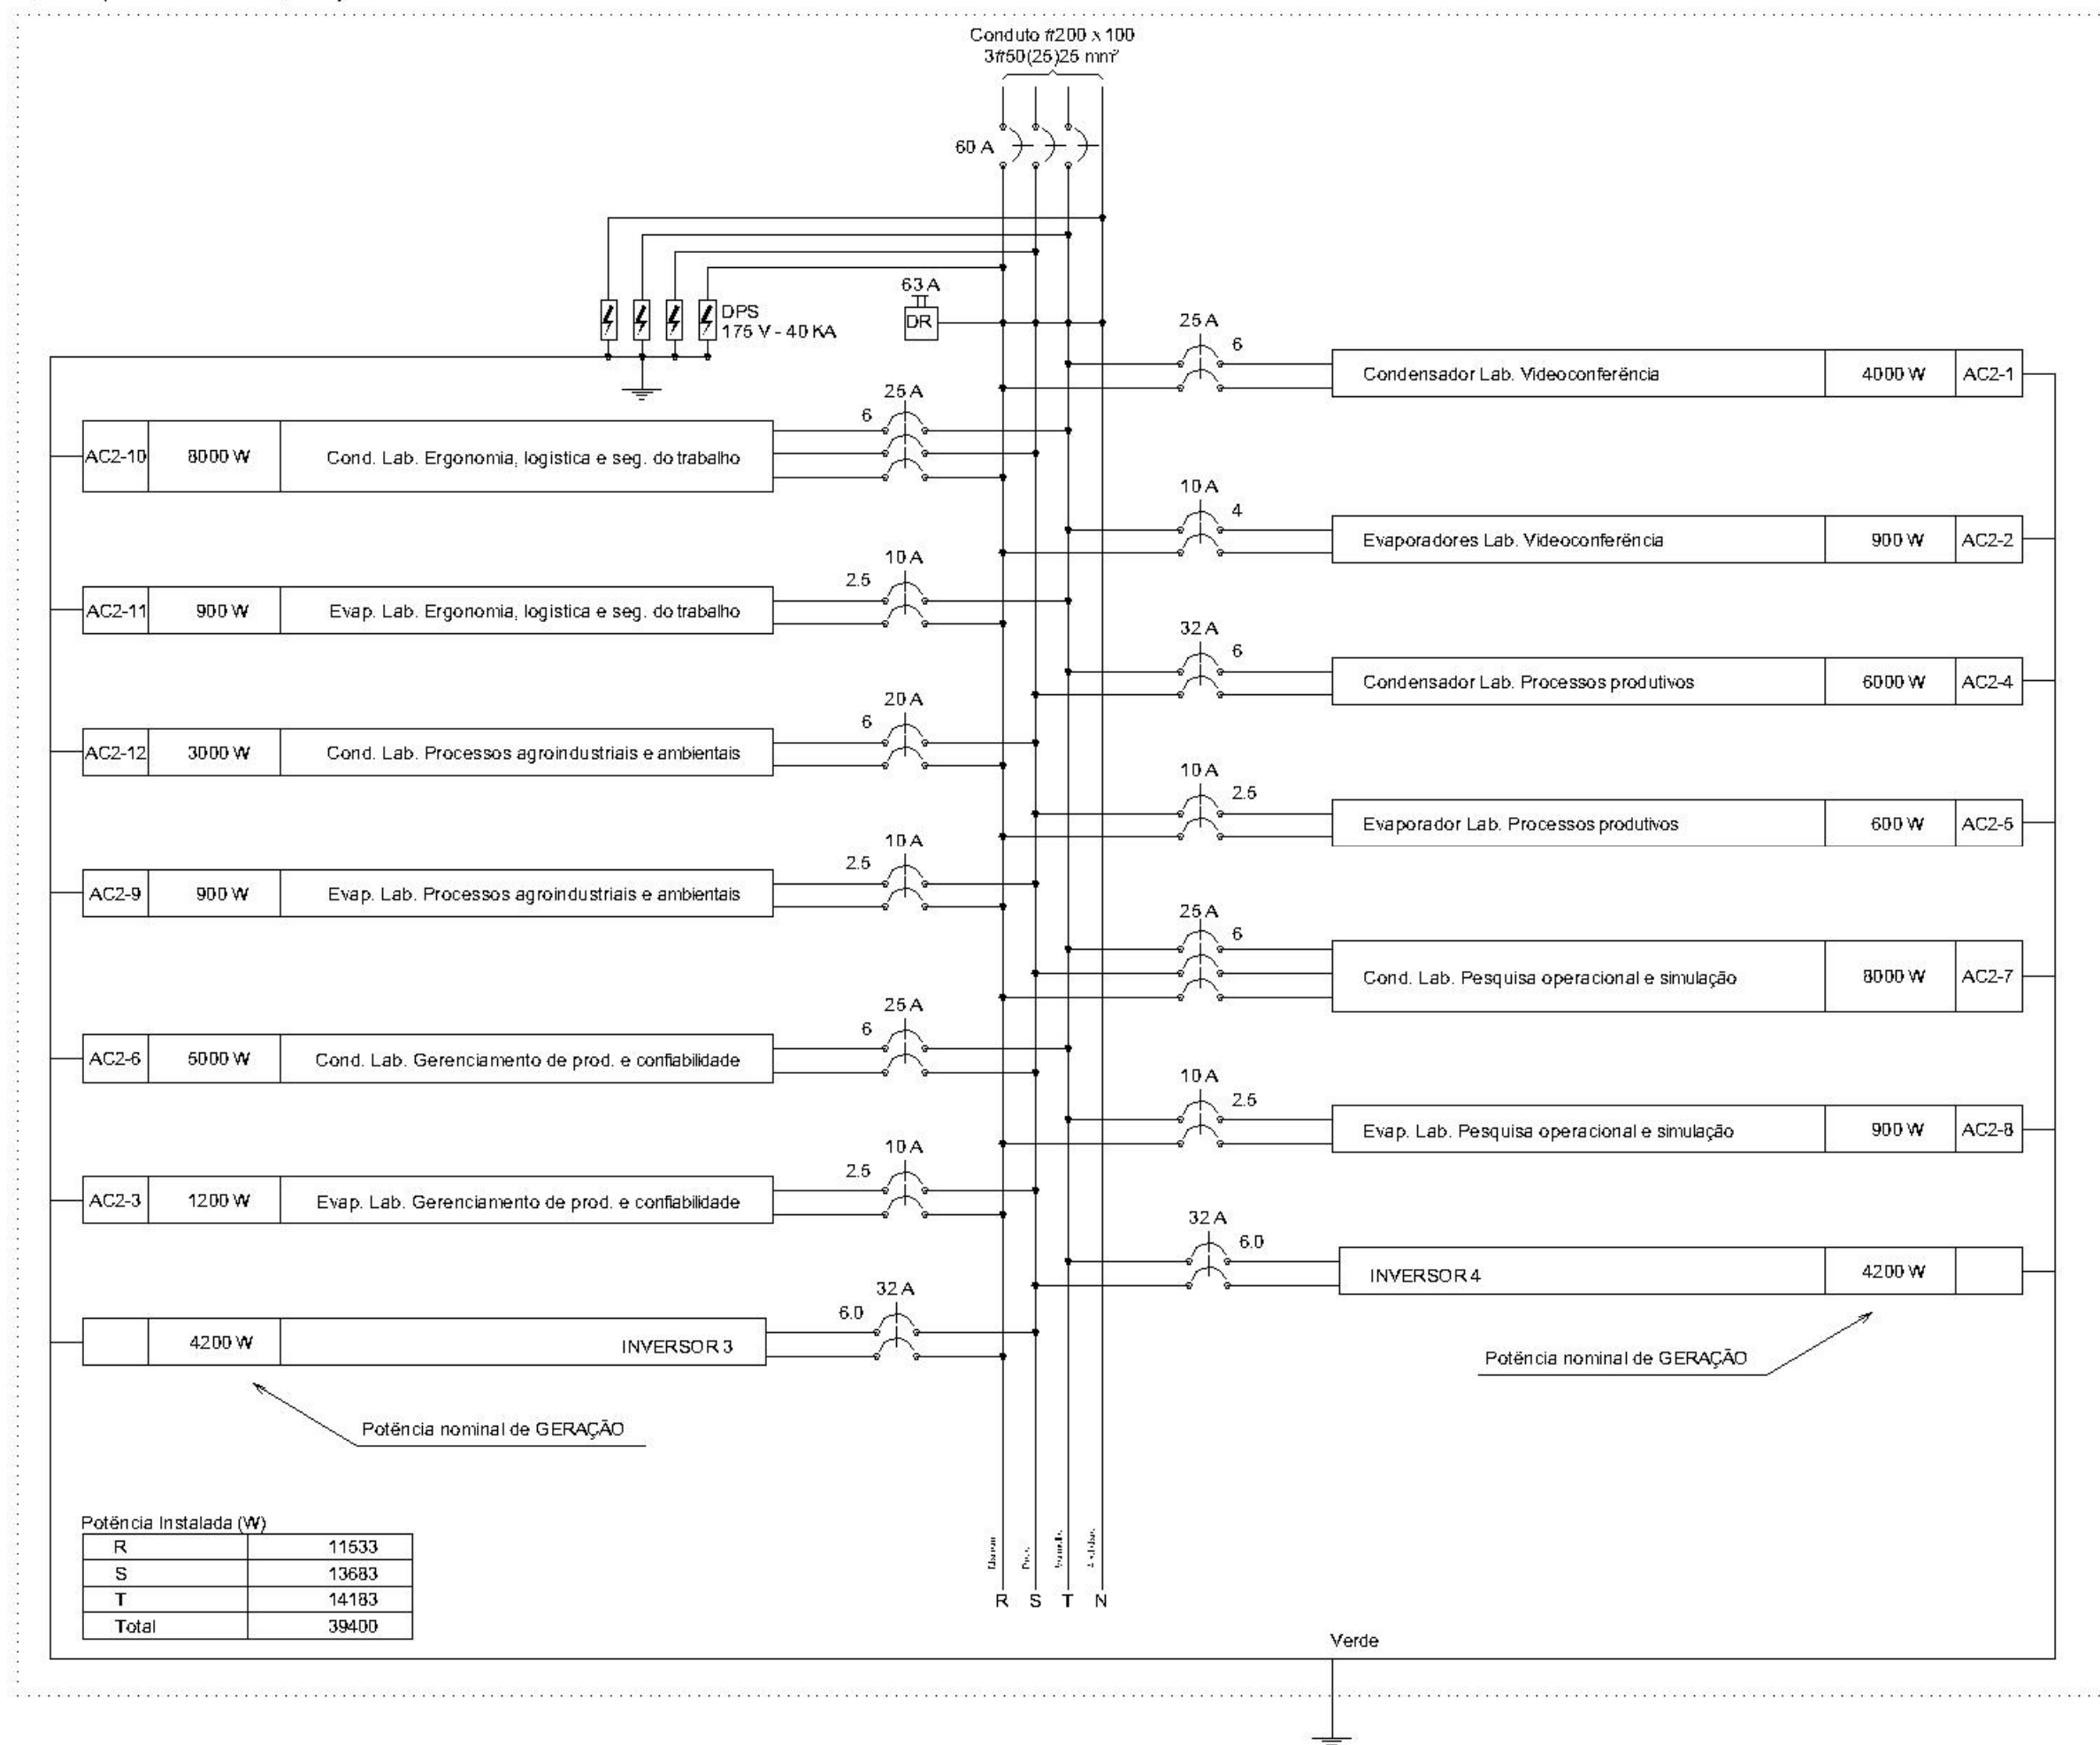 Conduto #200 x 100
3#50(25)25 mm²
60 A
63 A
DR
DPS
175 V - 40 KA
25 A
6
Condensador Lab. Videoconferência 4000 W AC2-1
25 A
6
AC2-10 8000 W Cond. Lab. Ergonomia, logística e seg. do trabalho
10 A
4
Evaporadores Lab. Videoconferência 900 W AC2-2
10 A
2.5
AC2-11 900 W Evap. Lab. Ergonomia, logística e seg. do trabalho
32 A
6
Condensador Lab. Processos produtivos 6000 W AC2-4
20 A
6
AC2-12 3000 W Cond. Lab. Processos agroindustriais e ambientais
10 A
2.5
Evaporador Lab. Processos produtivos 600 W AC2-5
10 A
2.5
AC2-9 900 W Evap. Lab. Processos agroindustriais e ambientais
25 A
6
Cond. Lab. Pesquisa operacional e simulação 8000 W AC2-7
25 A
6
AC2-6 5000 W Cond. Lab. Gerenciamento de prod. e confiabilidade
10 A
2.5
Evap. Lab. Pesquisa operacional e simulação 900 W AC2-8
10 A
2.5
AC2-3 1200 W Evap. Lab. Gerenciamento de prod. e confiabilidade
32 A
6.0
INVERSOR 4 4200 W
32 A
6.0
4200 W INVERSOR 3
Potência nominal de GERAÇÃO
Potência nominal de GERAÇÃO
Potência Instalada (W)
R 11533
S 13683
T 14183
Total 39400
R S T N
Verde